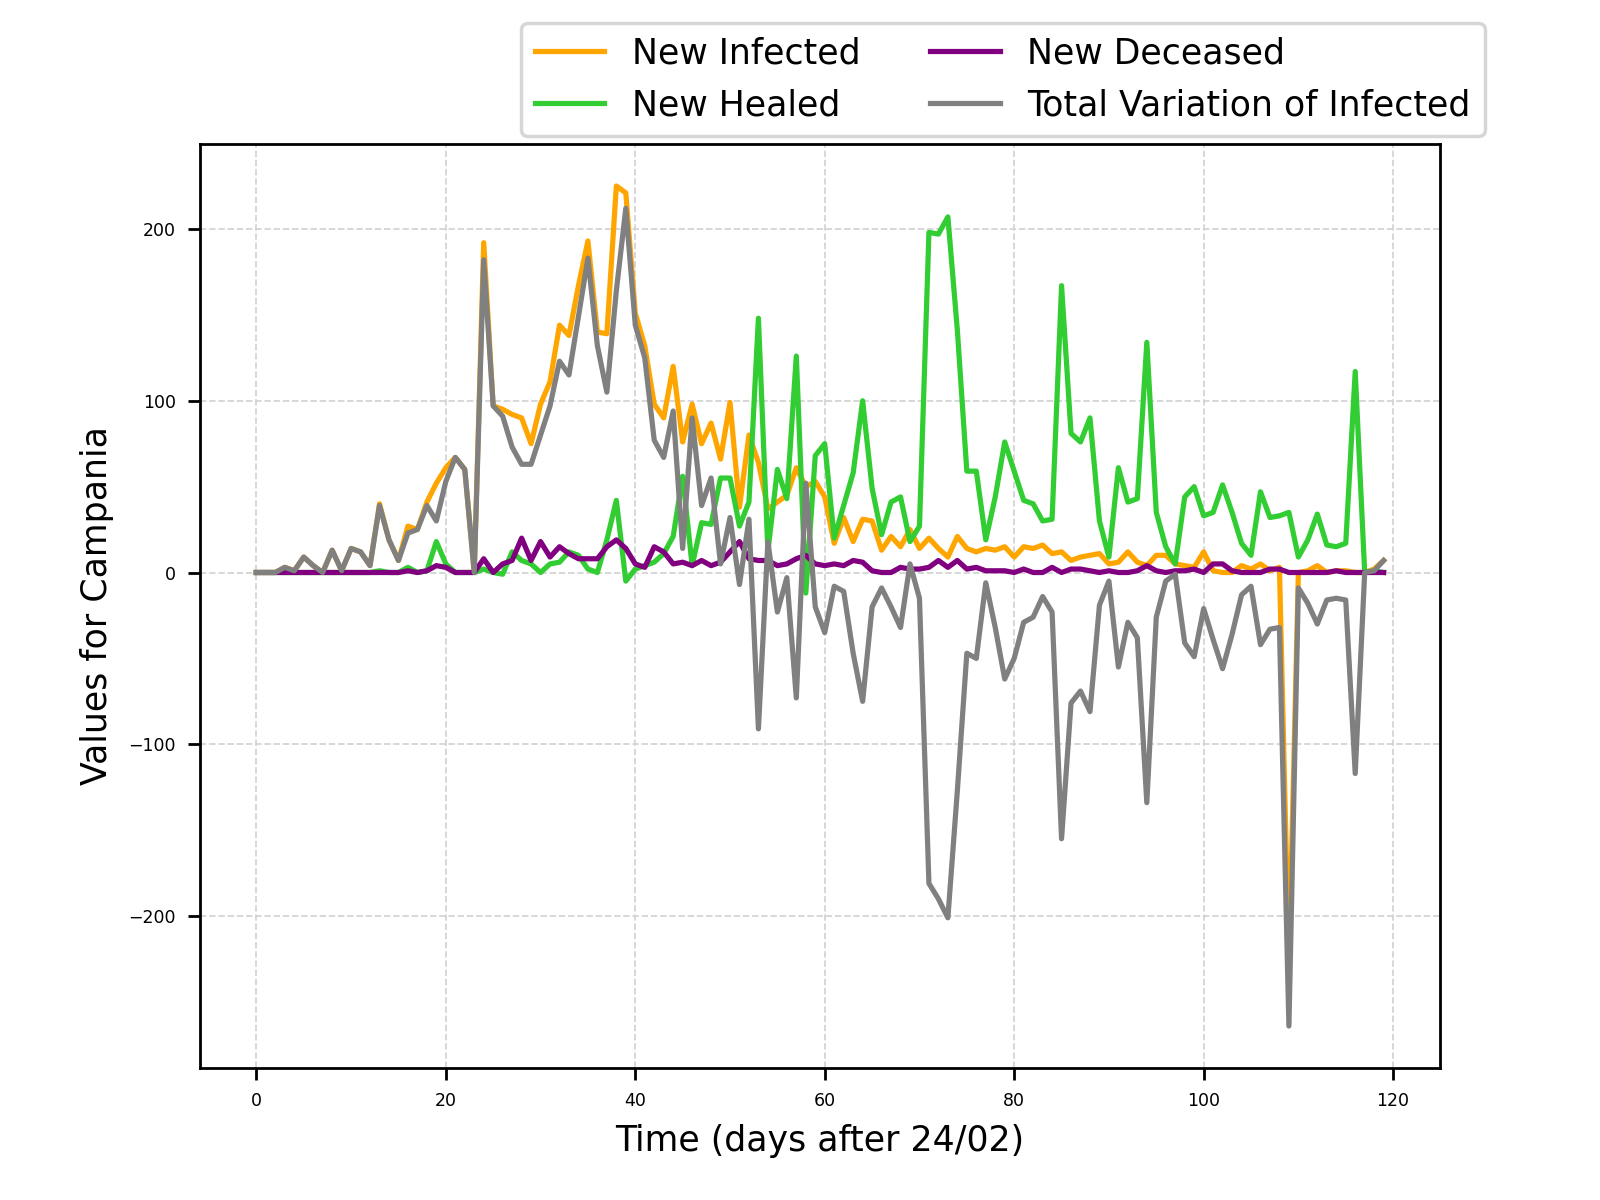 New Infected
New Healed
New Deceased
Total Variation of Infected
Values for Campania
200
100
0
−100
−200
0 20 40 60 80 100 120
Time (days after 24/02)